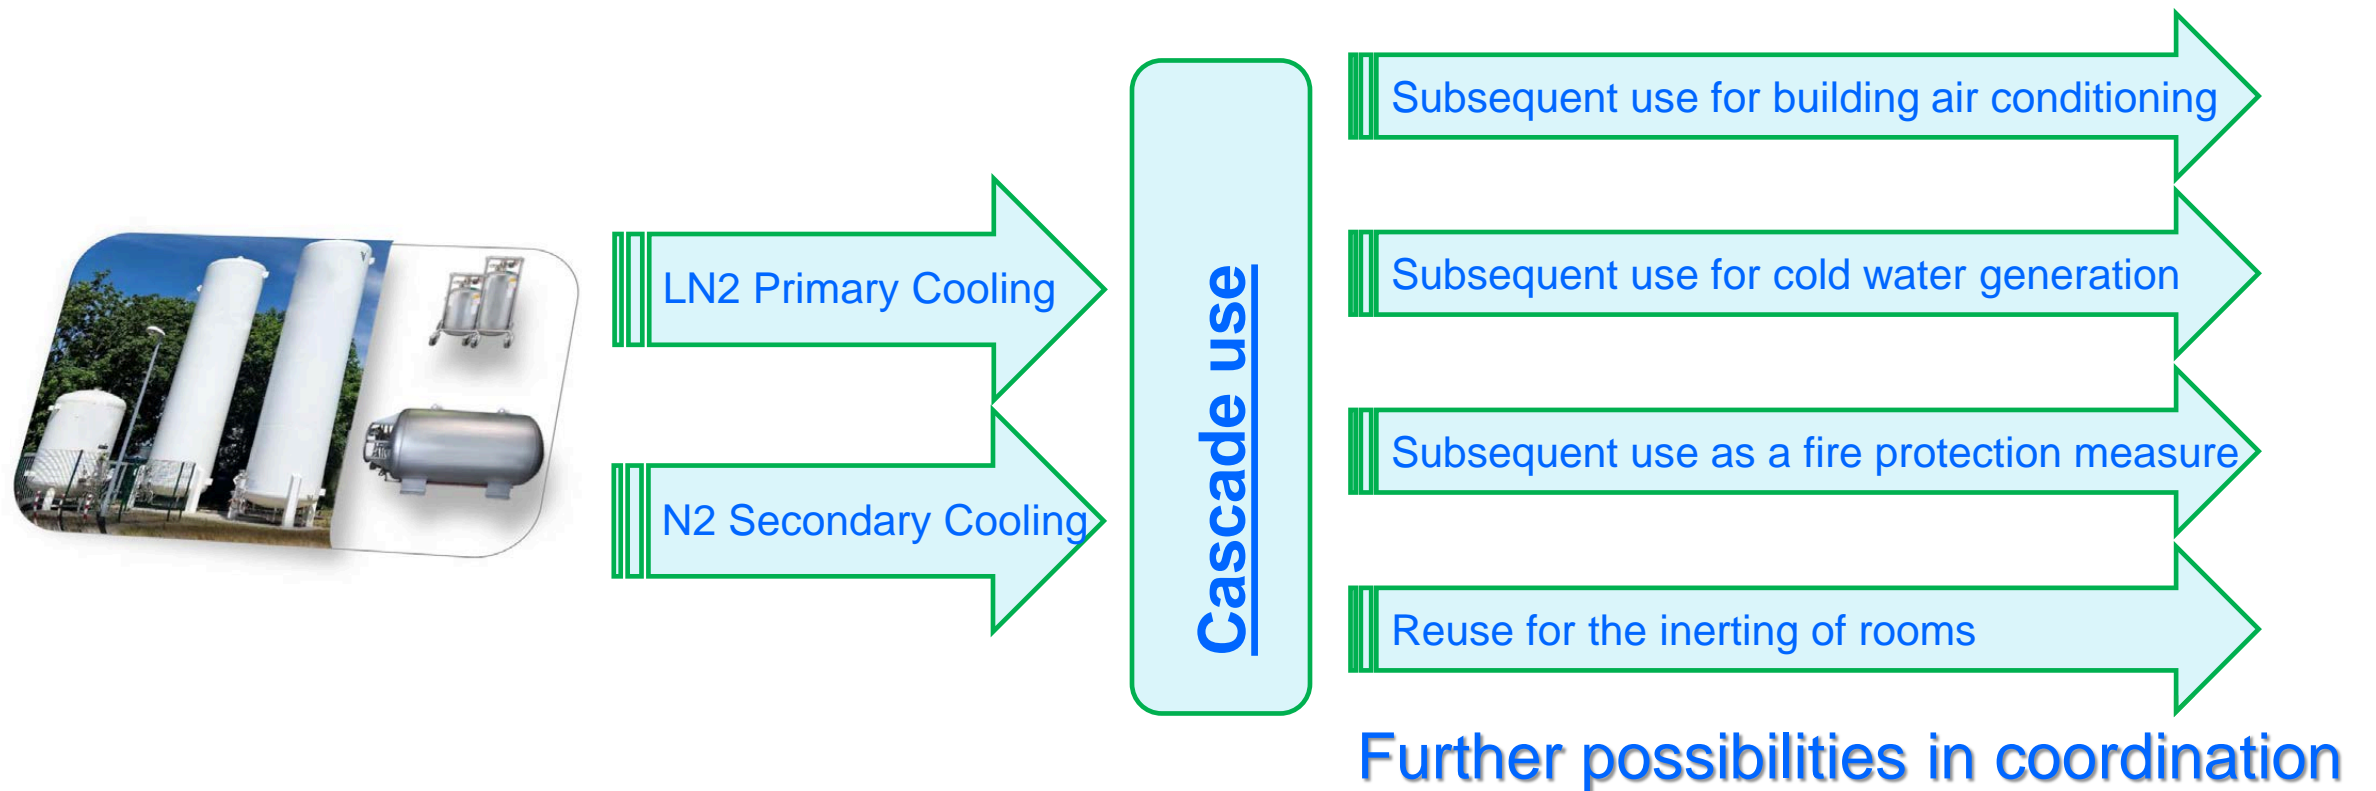 LN2 Primary Cooling
N2 Secondary Cooling
Cascade use
Subsequent use for building air conditioning
Subsequent use for cold water generation
Subsequent use as a fire protection measure
Reuse for the inerting of rooms
Further possibilities in coordination